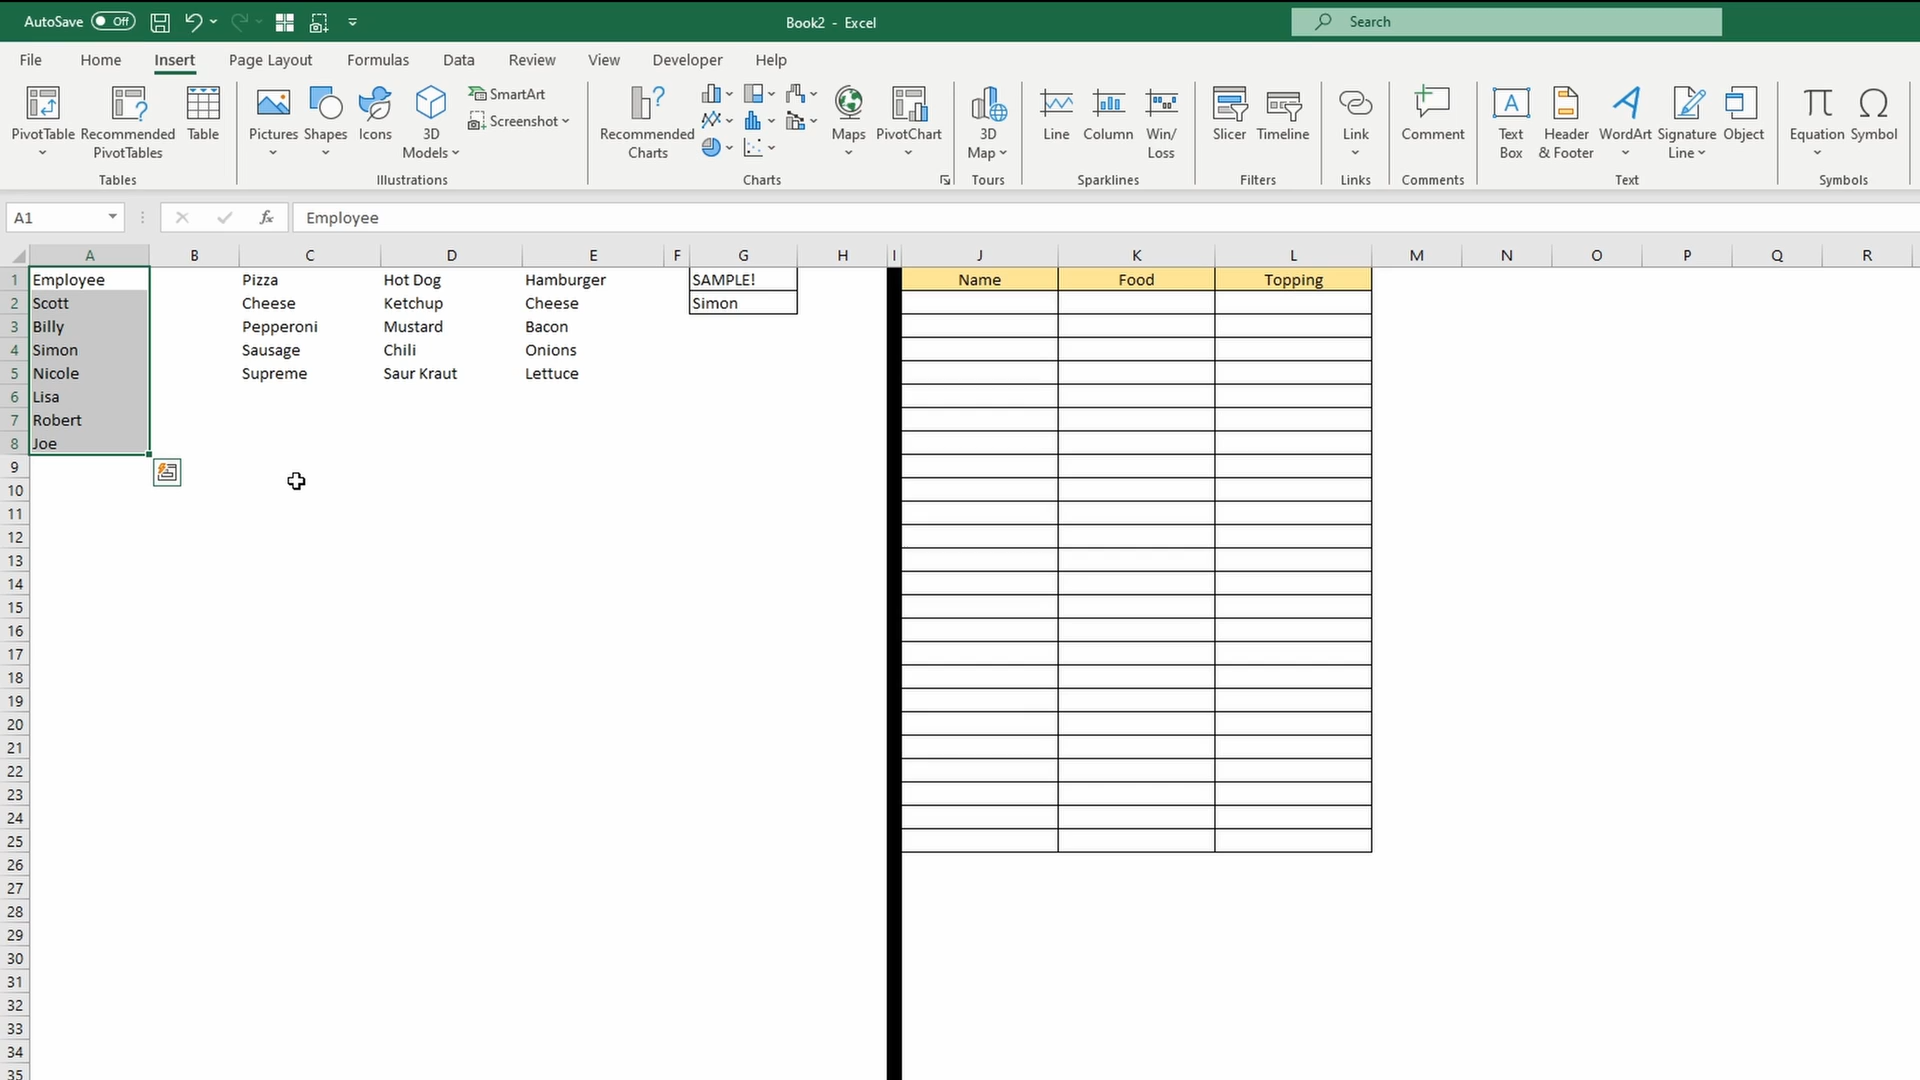 AutoSave Off Book2 - Excel Search
File Home Insert Page Layout Formulas Data Review View Developer Help
PivotTable Recommended PivotTables Table
Tables
Pictures Shapes Icons 3D Models SmartArt Screenshot
Illustrations
Recommended Charts Maps PivotChart
Charts
3D Map
Tours
Line Column Win/Loss
Sparklines
Slicer Timeline
Filters
Link
Links
Comment
Comments
Text Box Header & Footer WordArt Signature Line Object
Text
Equation Symbol
Symbols
A1 fx Employee
A B C D E F G H I J K L M N O P Q R
1 Employee Pizza Hot Dog Hamburger SAMPLE! Name Food Topping
2 Scott Cheese Ketchup Cheese Simon
3 Billy Pepperoni Mustard Bacon
4 Simon Sausage Chili Onions
5 Nicole Supreme Saur Kraut Lettuce
6 Lisa
7 Robert
8 Joe
9
10
11
12
13
14
15
16
17
18
19
20
21
22
23
24
25
26
27
28
29
30
31
32
33
34
35